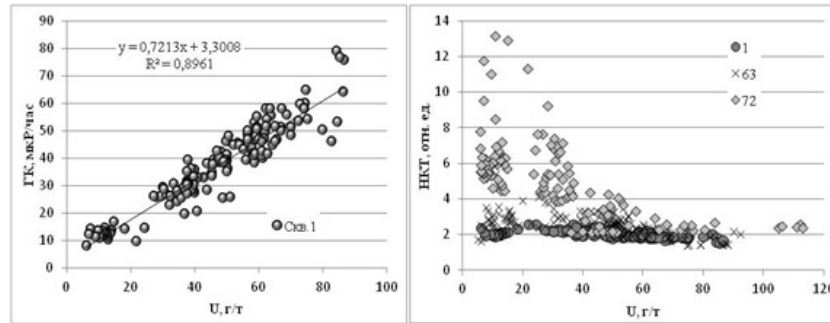 90
80
70
60
50
40
30
20
10
0
ГК, мкР/час
y = 0,7213x + 3,3008
R² = 0,8961
Скв.1
0 20 40 60 80 100
U, г/т
14
12
10
8
6
4
2
0
НКТ, отн. ед.
1
63
72
0 20 40 60 80 100 120
U, г/т